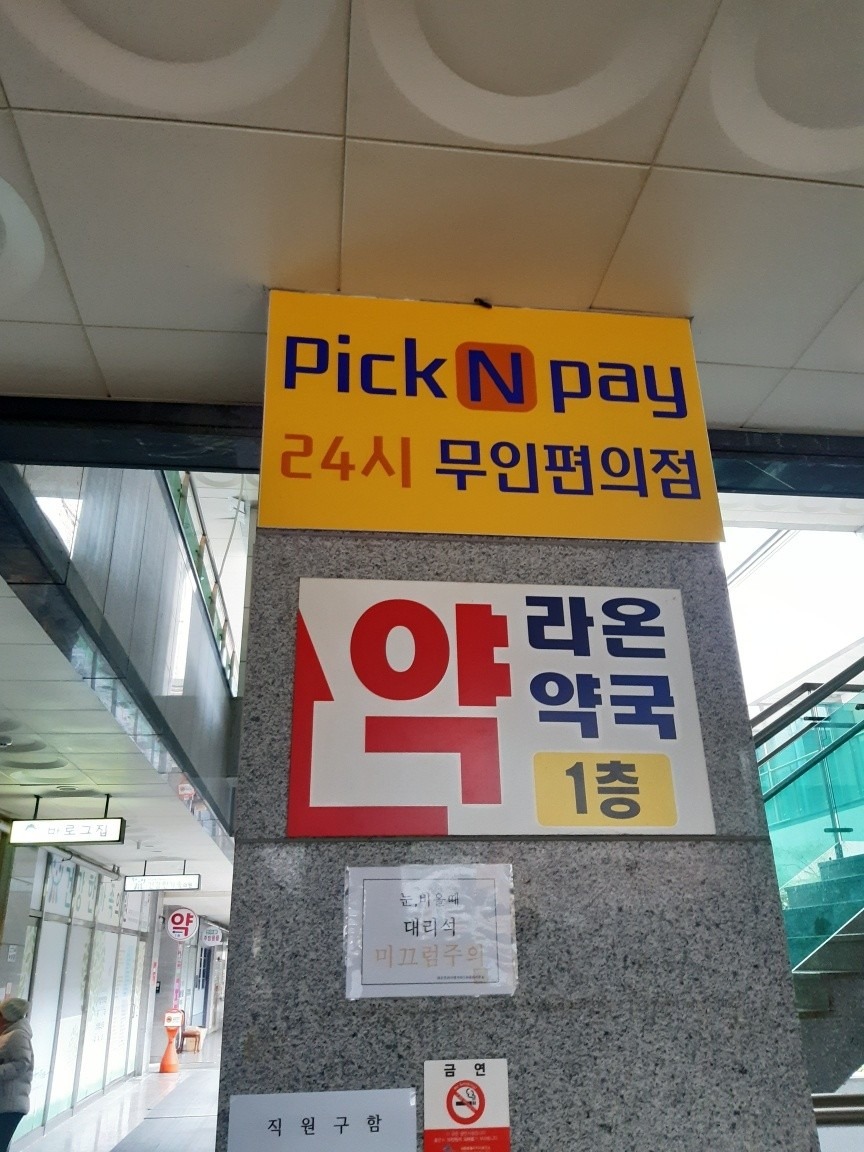 Pick N pay
24시 무인편의점
약
라온
약국
1층
눈,비올때
대리석
미끄럼주의
금 연
직 원 구 함
바로그집
약